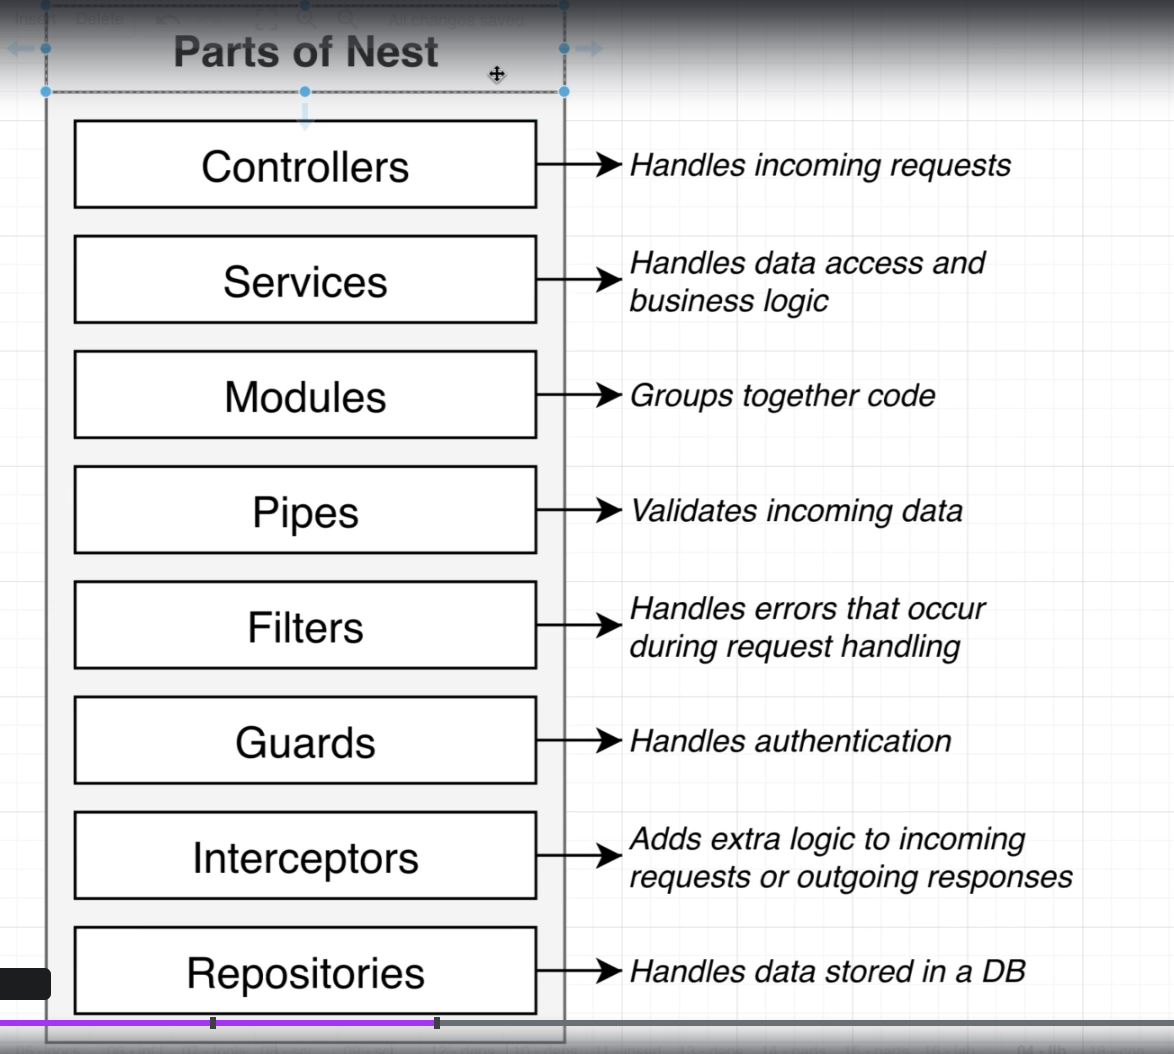 Insert Delete All changes saved
Parts of Nest
Controllers
Handles incoming requests
Services
Handles data access and
business logic
Modules
Groups together code
Pipes
Validates incoming data
Filters
Handles errors that occur
during request handling
Guards
Handles authentication
Interceptors
Adds extra logic to incoming
requests or outgoing responses
Repositories
Handles data stored in a DB